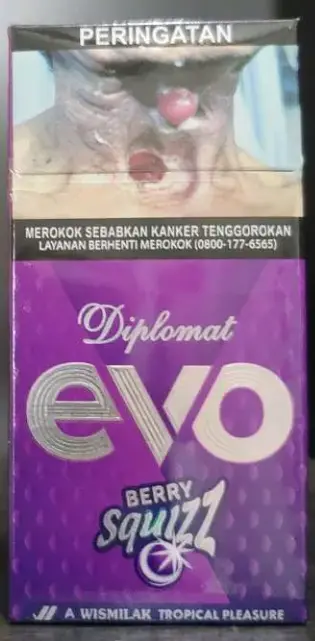 PERINGATAN
MEROKOK SEBABKAN KANKER TENGGOROKAN
LAYANAN BERHENTI MEROKOK (0800-177-6565)
Diplomat
evo
BERRY
squizz
A WISMILAK TROPICAL PLEASURE